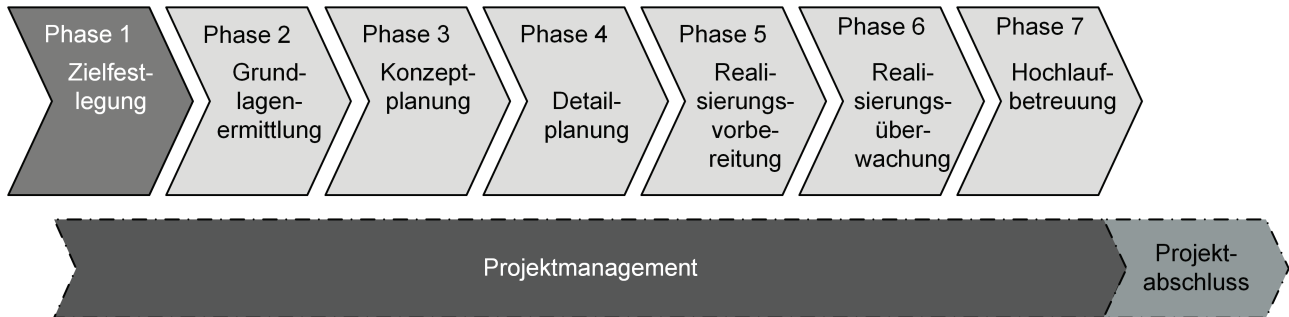 Phase 1
Zielfest-
legung
Phase 2
Grund-
lagen-
ermittlung
Phase 3
Konzept-
planung
Phase 4
Detail-
planung
Phase 5
Reali-
sierungs-
vorbe-
reitung
Phase 6
Reali-
sierungs-
über-
wachung
Phase 7
Hochlauf-
betreuung
Projektmanagement
Projekt-
abschluss